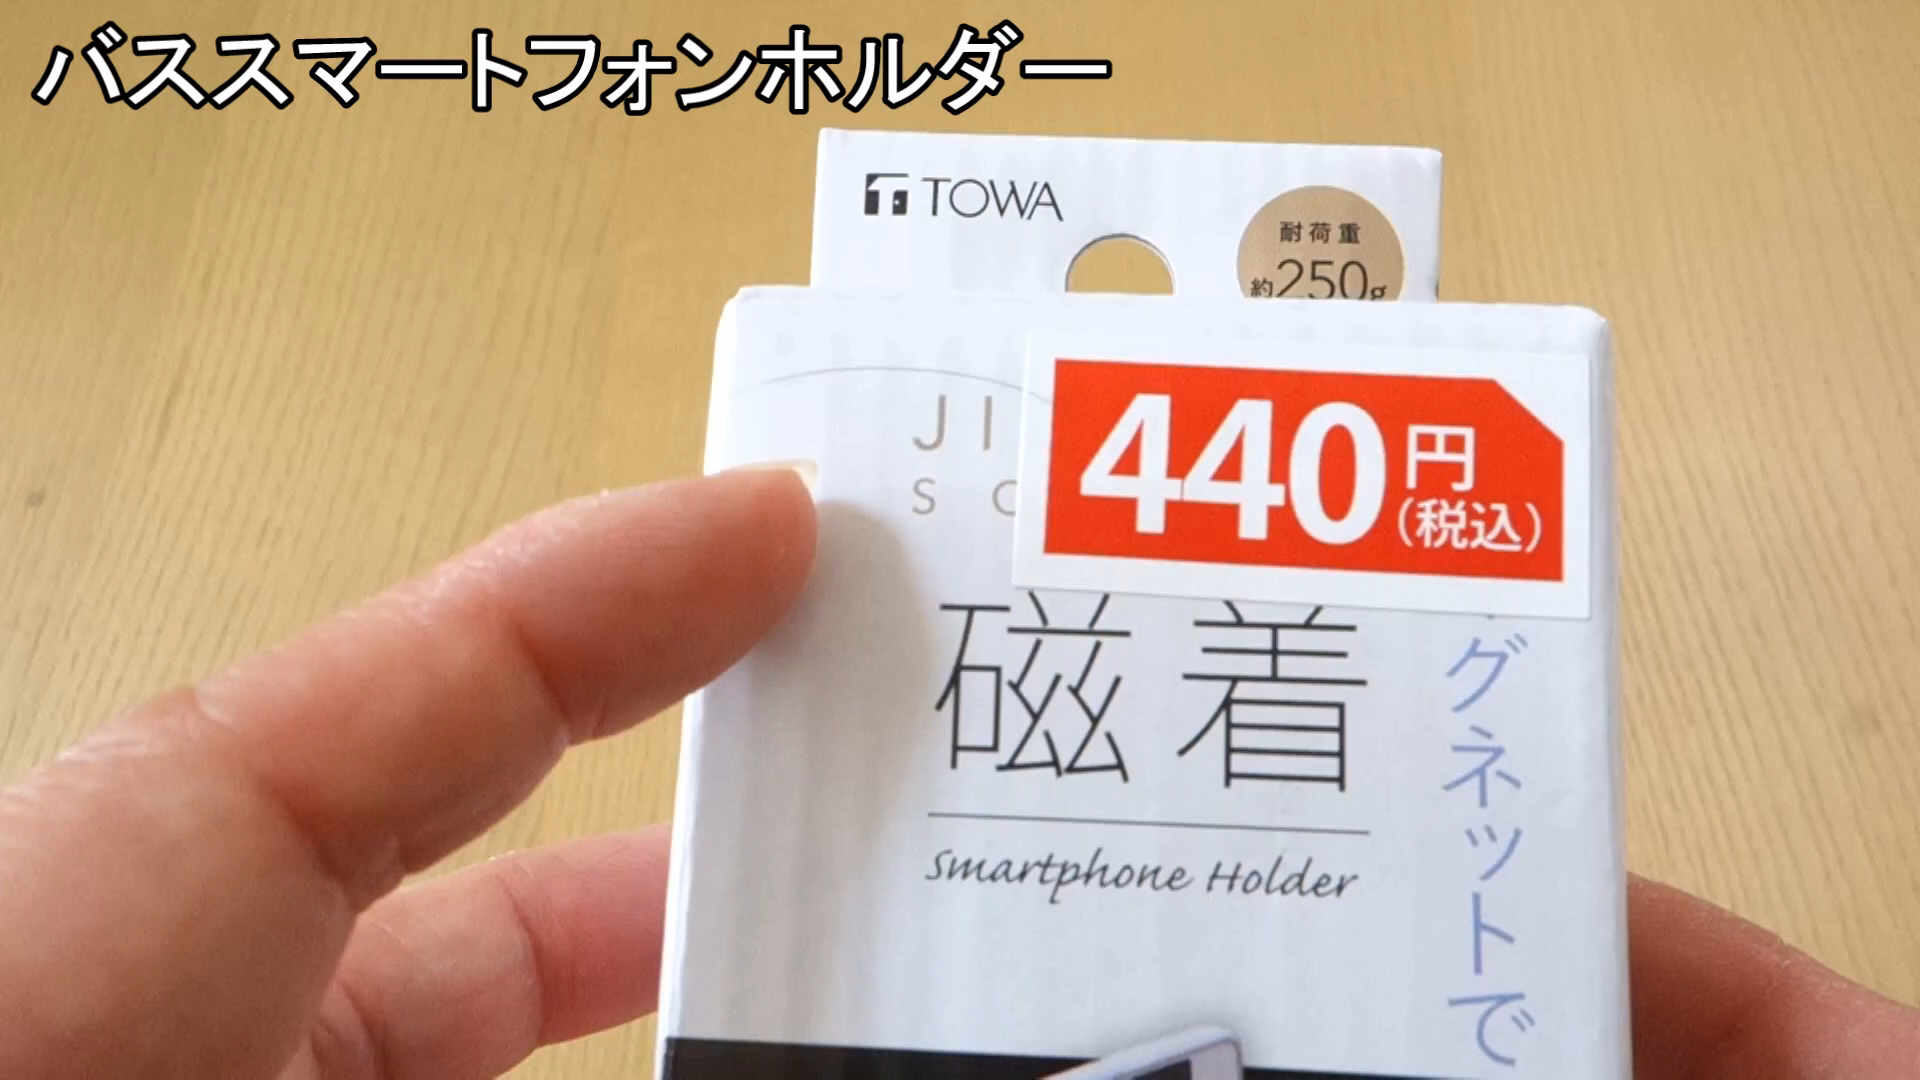 バススマートフォンホルダー
TOWA
耐荷重
約250g
JI
S
440円
(税込)
磁着
Smartphone Holder
グネットで